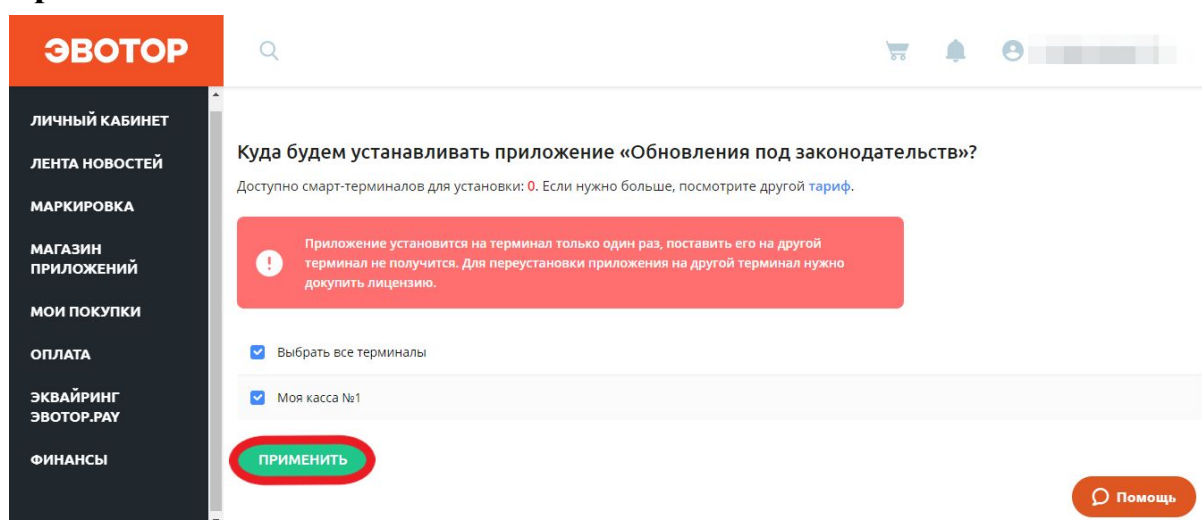 ЭВОТОР
ЛИЧНЫЙ КАБИНЕТ
ЛЕНТА НОВОСТЕЙ
МАРКИРОВКА
МАГАЗИН
ПРИЛОЖЕНИЙ
МОИ ПОКУПКИ
ОПЛАТА
ЭКВАЙРИНГ
ЭВОТОР.PAY
ФИНАНСЫ
Куда будем устанавливать приложение «Обновления под законодательств»?
Доступно смарт-терминалов для установки: 0. Если нужно больше, посмотрите другой тариф.
Приложение установится на терминал только один раз, поставить его на другой
терминал не получится. Для переустановки приложения на другой терминал нужно
докупить лицензию.
Выбрать все терминалы
Моя касса №1
ПРИМЕНИТЬ
Помощь